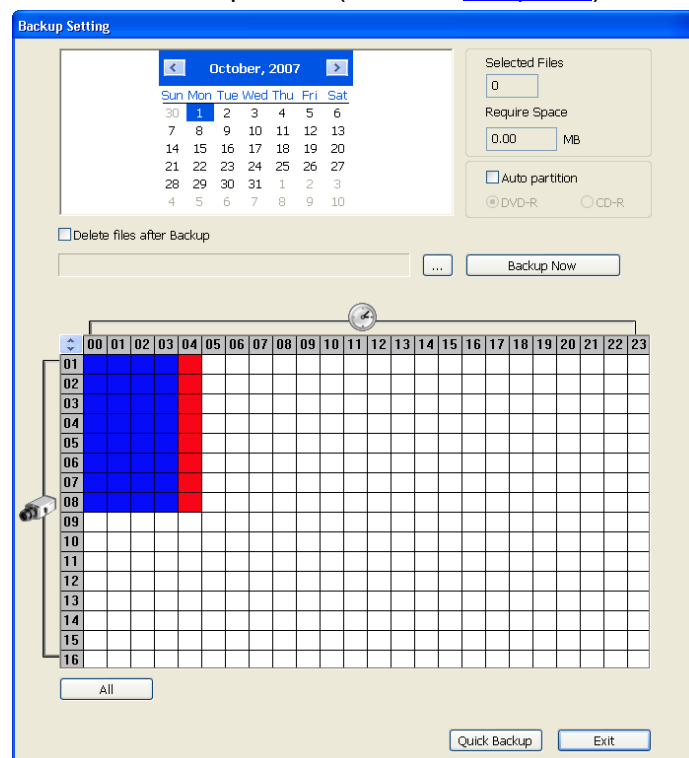 Backup Setting
October, 2007
Sun Mon Tue Wed Thu Fri Sat
30 1 2 3 4 5 6
7 8 9 10 11 12 13
14 15 16 17 18 19 20
21 22 23 24 25 26 27
28 29 30 31 1 2 3
4 5 6 7 8 9 10
Selected Files
0
Require Space
0.00 MB
Auto partition
DVD-R CD-R
Delete files after Backup
... Backup Now
00 01 02 03 04 05 06 07 08 09 10 11 12 13 14 15 16 17 18 19 20 21 22 23
01
02
03
04
05
06
07
08
09
10
11
12
13
14
15
16
All
Quick Backup Exit